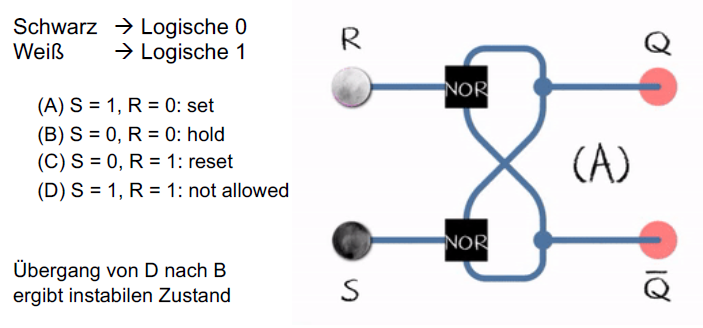 Schwarz → Logische 0
Weiß → Logische 1
(A) S = 1, R = 0: set
(B) S = 0, R = 0: hold
(C) S = 0, R = 1: reset
(D) S = 1, R = 1: not allowed
Übergang von D nach B
ergibt instabilen Zustand
R
Q
NOR
(A)
NOR
S
Q̅